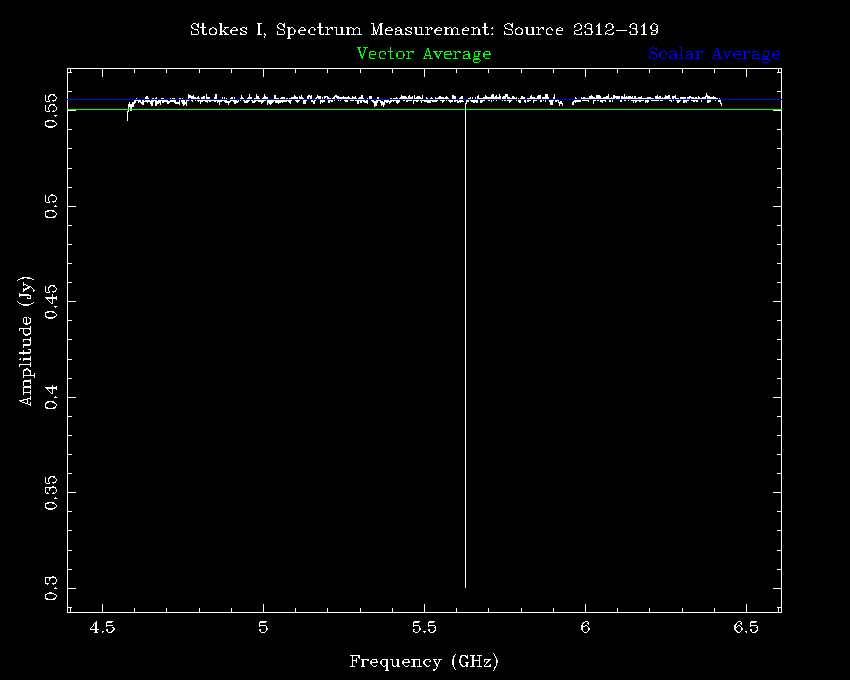 Stokes I, Spectrum Measurement: Source 2312-319
Vector Average Scalar Average
0.55
0.5
0.45
0.4
0.35
0.3
Amplitude (Jy)
4.5 5 5.5 6 6.5
Frequency (GHz)